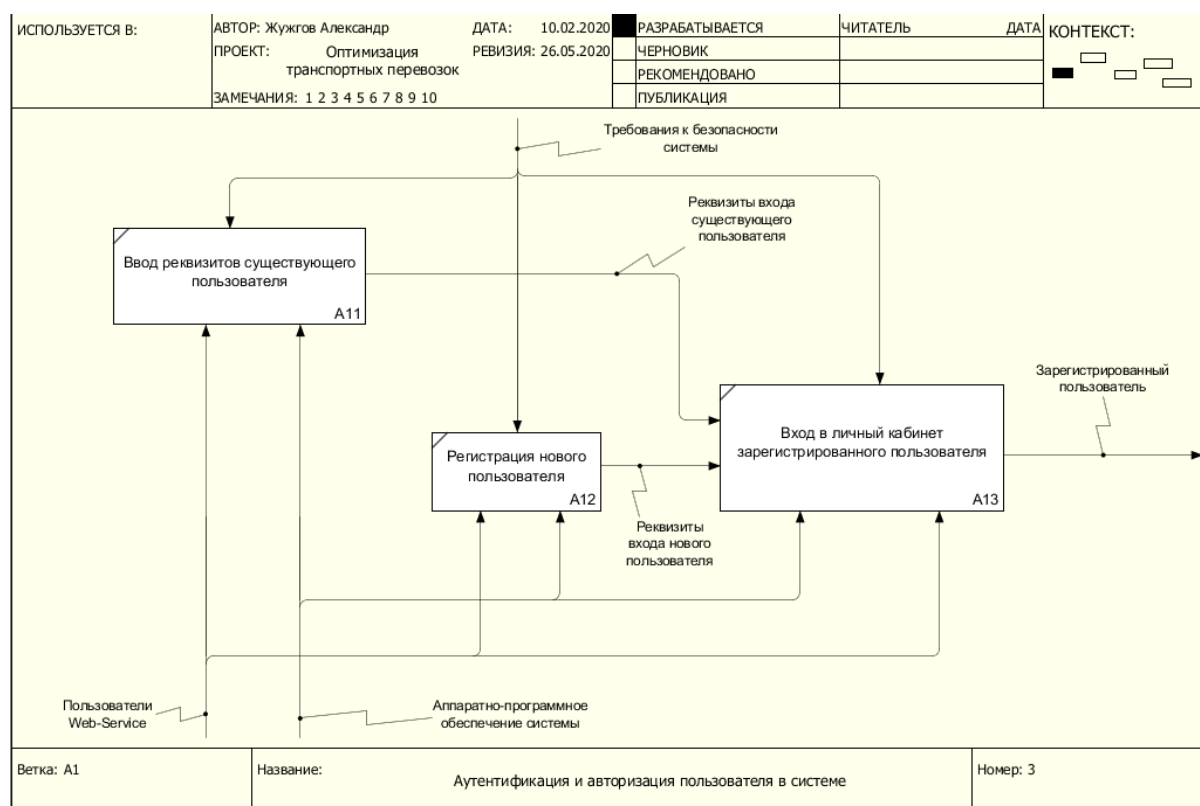 ИСПОЛЬЗУЕТСЯ В:
АВТОР: Жужгов Александр
ДАТА: 10.02.2020
ПРОЕКТ: Оптимизация
транспортных перевозок
РЕВИЗИЯ: 26.05.2020
ЗАМЕЧАНИЯ: 1 2 3 4 5 6 7 8 9 10
РАЗРАБАТЫВАЕТСЯ
ЧЕРНОВИК
РЕКОМЕНДОВАНО
ПУБЛИКАЦИЯ
ЧИТАТЕЛЬ
ДАТА
КОНТЕКСТ:
Требования к безопасности
системы
Реквизиты входа
существующего
пользователя
Ввод реквизитов существующего
пользователя
A11
Зарегистрированный
пользователь
Регистрация нового
пользователя
A12
Вход в личный кабинет
зарегистрированного пользователя
A13
Реквизиты
входа нового
пользователя
Пользователи
Web-Service
Аппаратно-программное
обеспечение системы
Ветка: A1
Название:
Аутентификация и авторизация пользователя в системе
Номер: 3